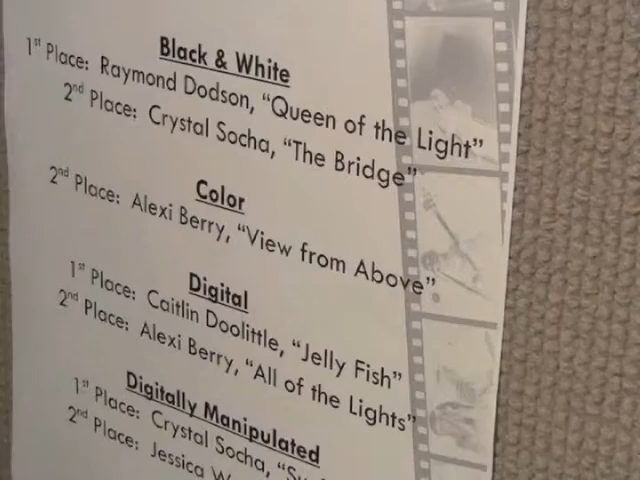 Black & White
1st Place: Raymond Dodson, “Queen of the Light”
2nd Place: Crystal Socha, “The Bridge”
Color
2nd Place: Alexi Berry, “View from Above”
Digital
1st Place: Caitlin Doolittle, “Jelly Fish”
2nd Place: Alexi Berry, “All of the Lights”
Digitally Manipulated
1st Place: Crystal Socha,
2nd Place: Jessica